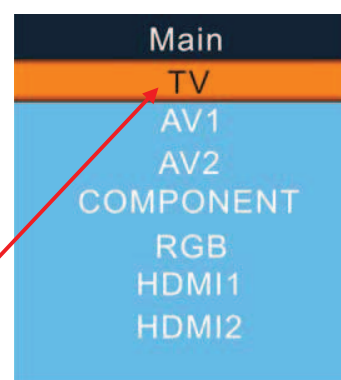 Main
TV
AV1
AV2
COMPONENT
RGB
HDMI1
HDMI2